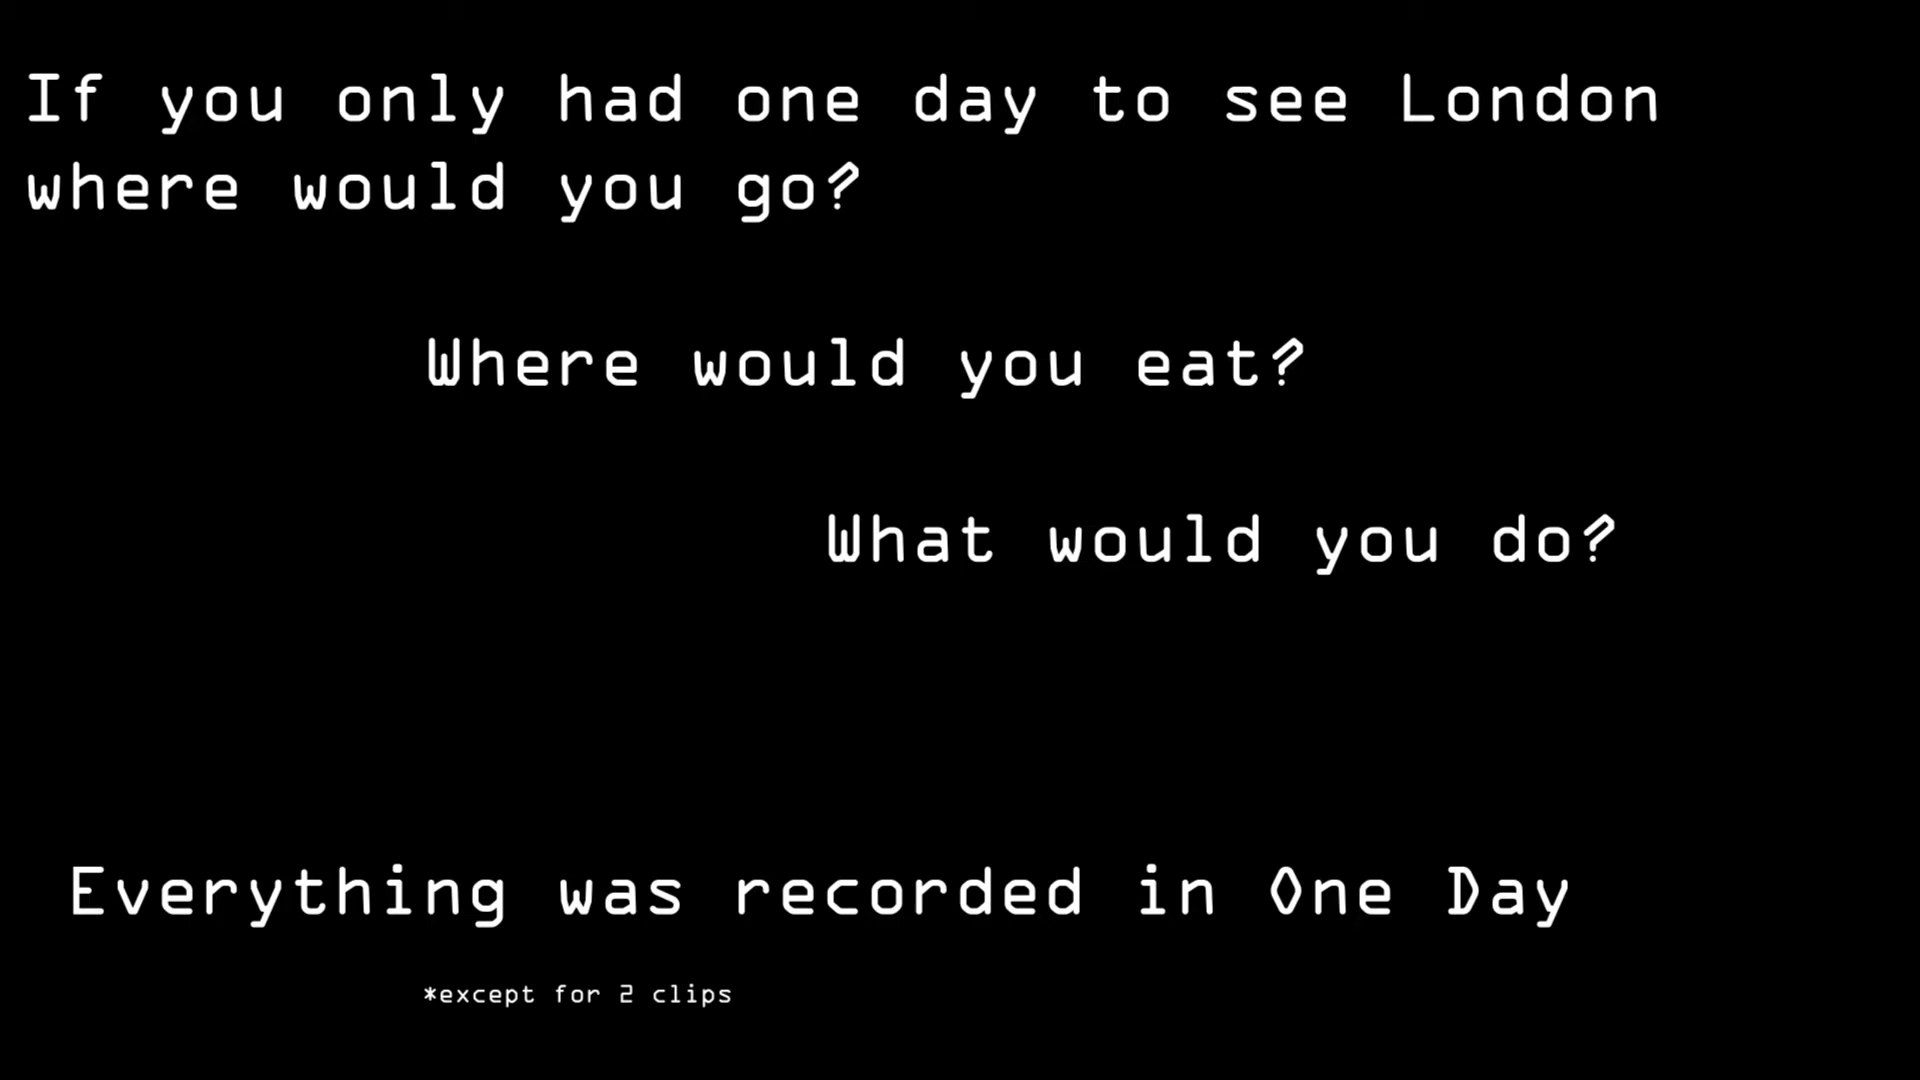 If you only had one day to see London
where would you go?
Where would you eat?
What would you do?
Everything was recorded in One Day
*except for 2 clips